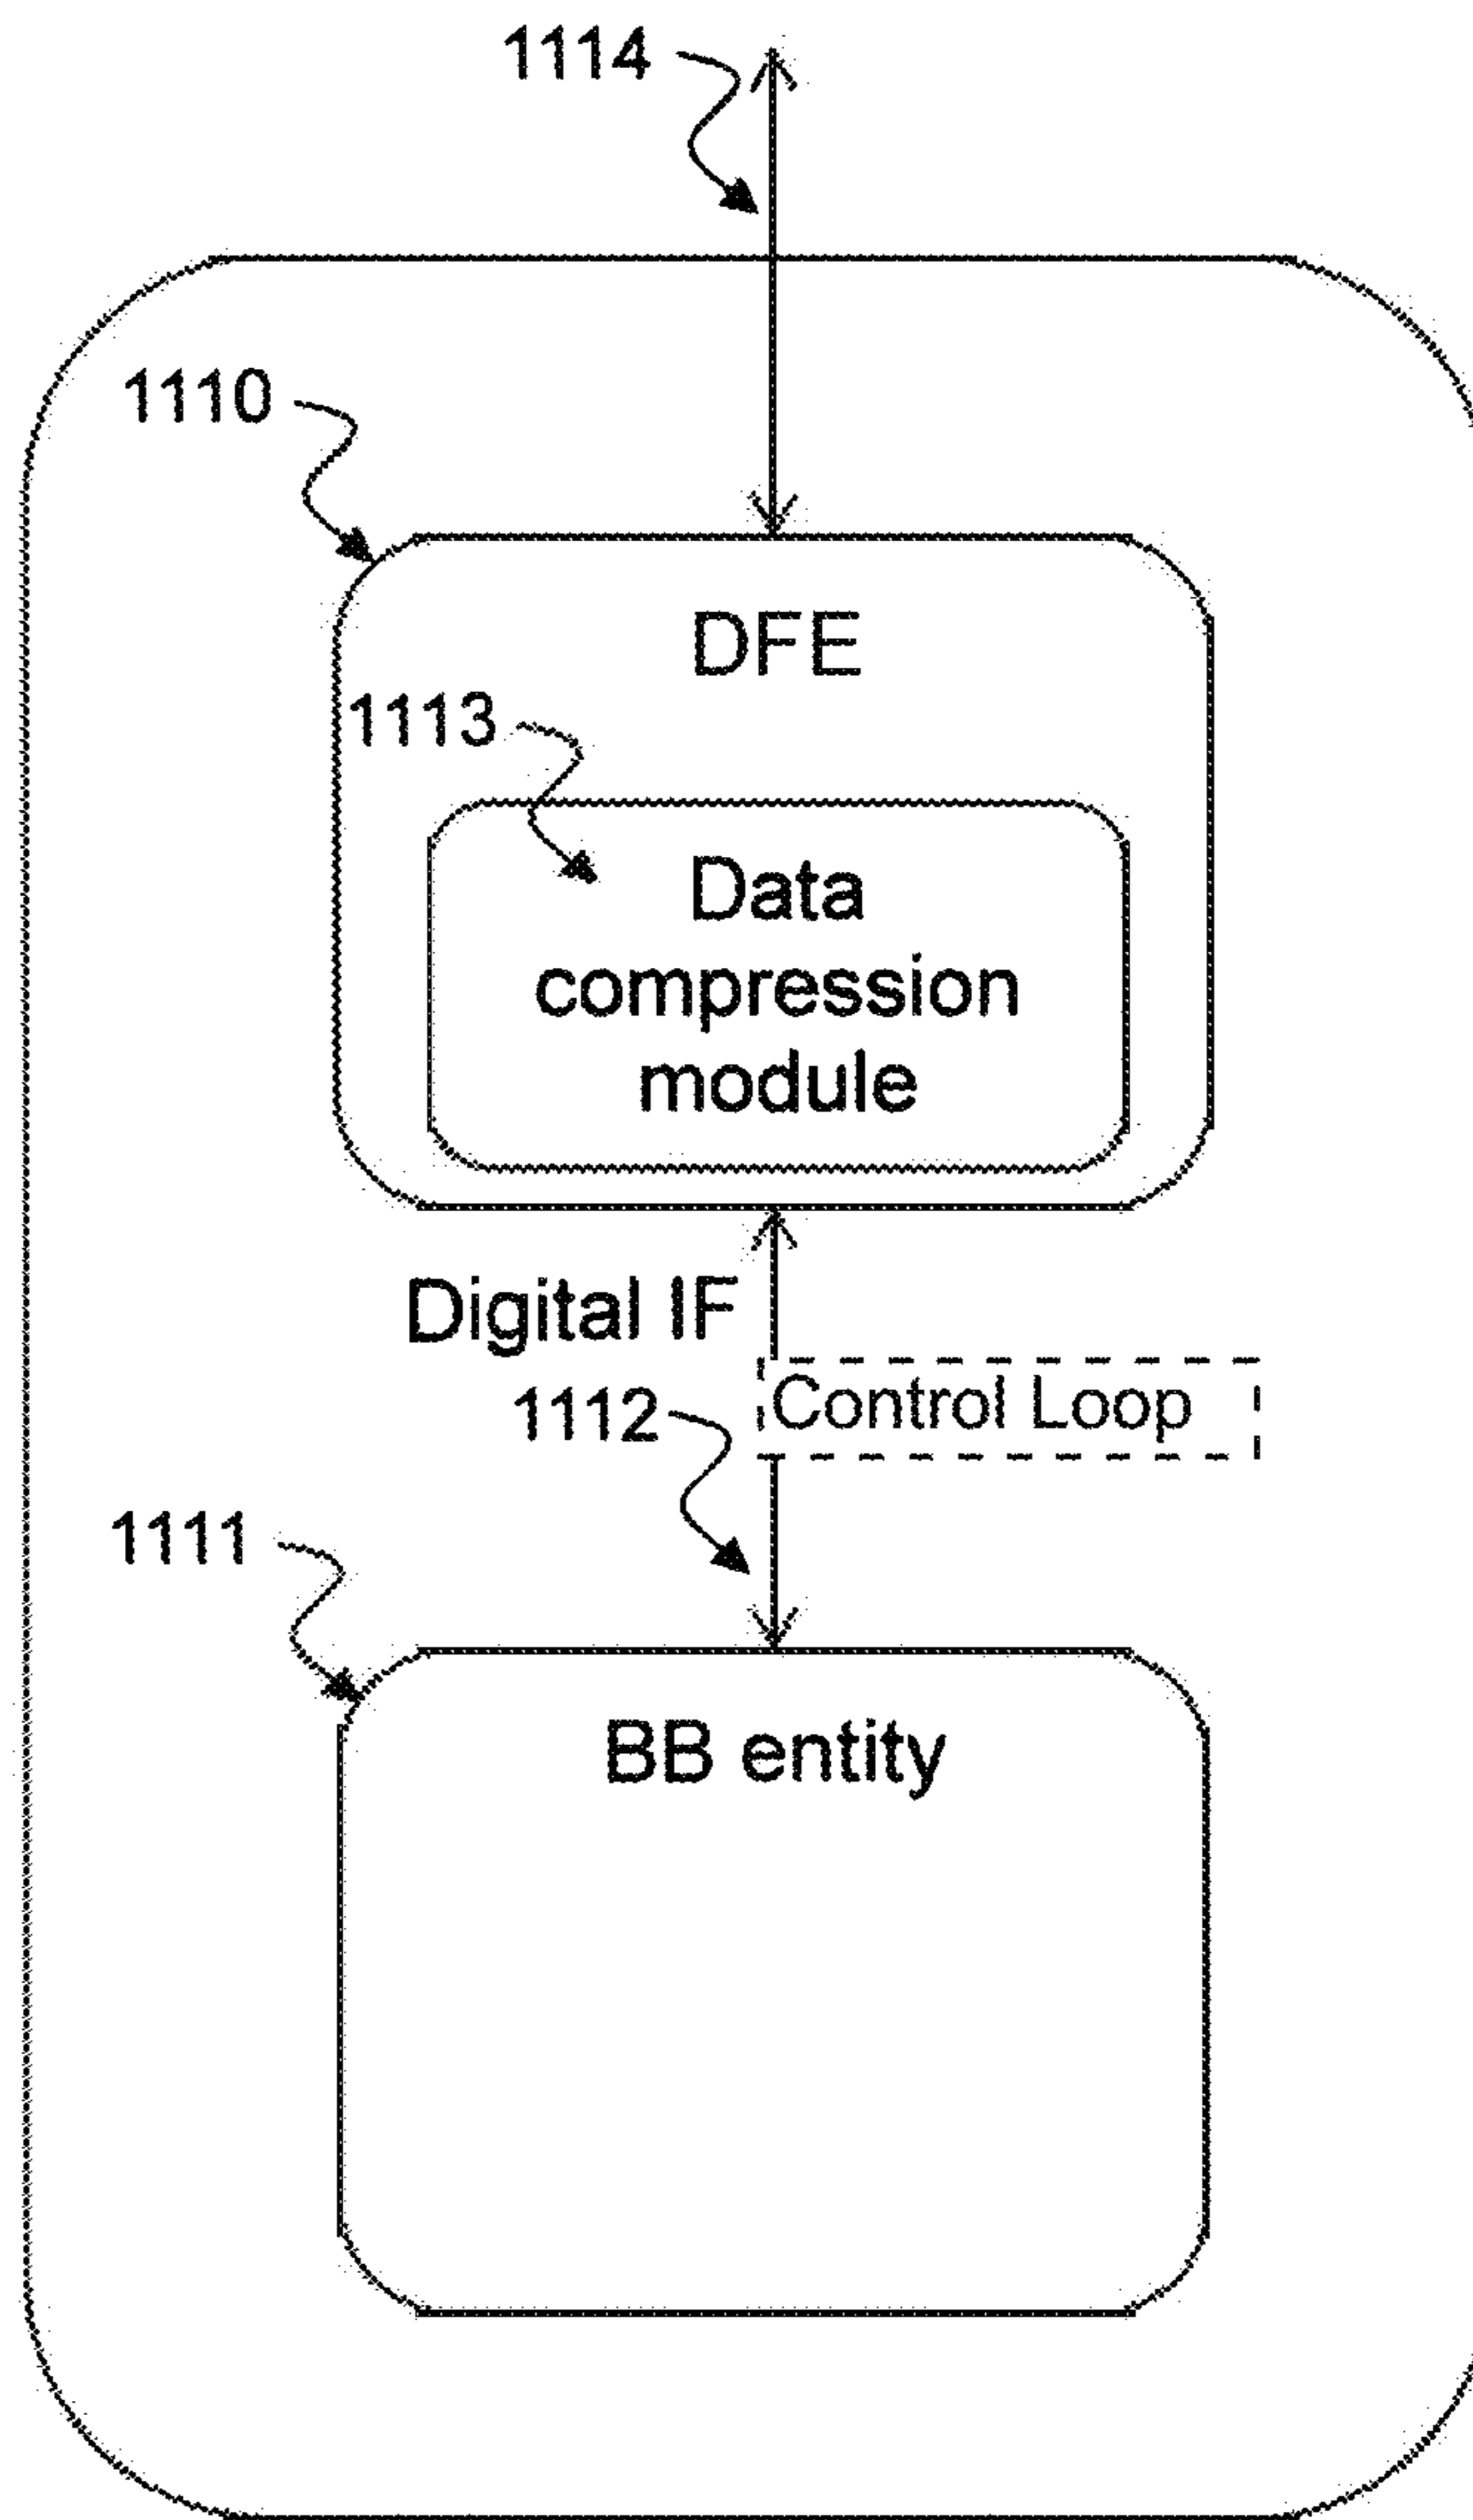 1114
1110
DFE
1113
Data
compression
module
Digital IF
Control Loop
1112
1111
BB entity